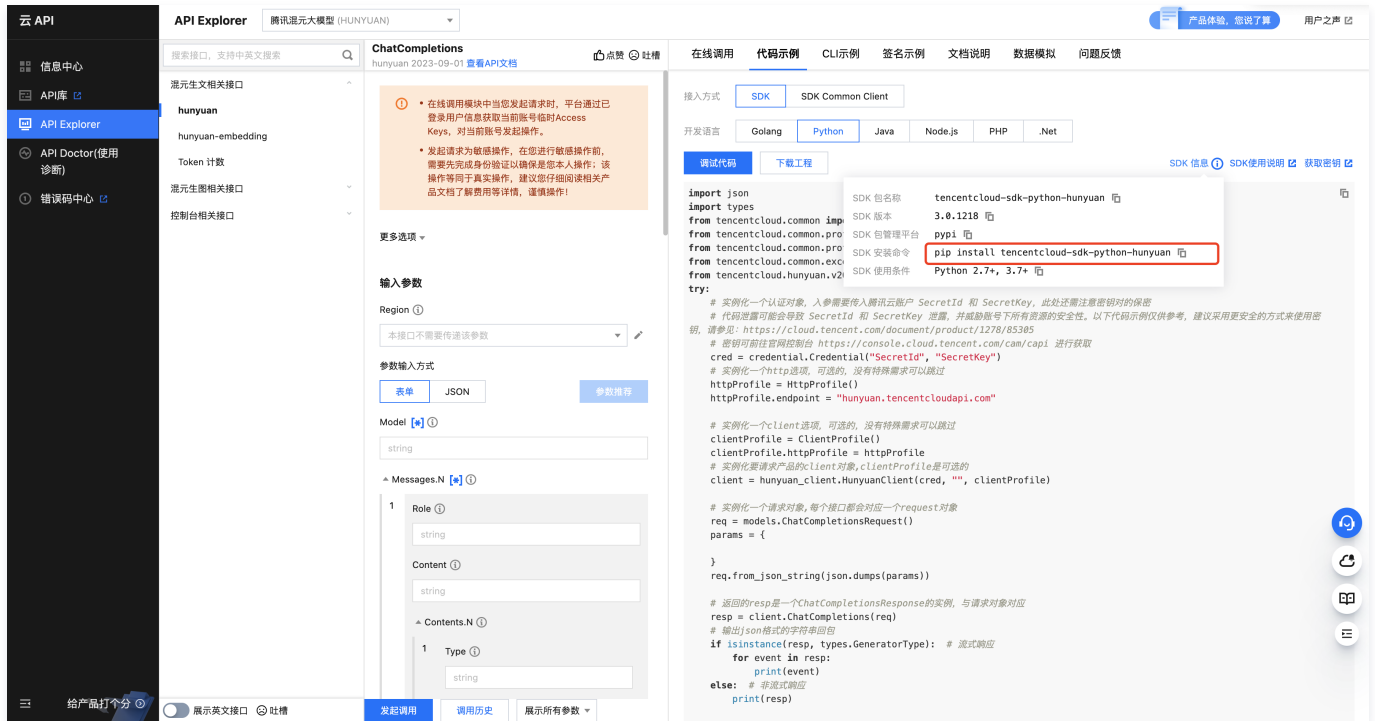 云 API
信息中心
API库
API Explorer
API Doctor(使用
诊断)
错误码中心
给产品打个分
API Explorer
腾讯混元大模型 (HUNYUAN)
产品体验，您说了算
用户之声
搜索接口，支持中英文搜索
混元生文相关接口
hunyuan
hunyuan-embedding
Token 计数
混元生图相关接口
控制台相关接口
展示英文接口 吐槽
ChatCompletions
点赞 吐槽
hunyuan 2023-09-01 查看API文档
• 在线调用模块中当您发起请求时，平台通过已
登录用户信息获取当前账号临时Access
Keys，对当前账号发起操作。
• 发起请求为敏感操作，在您进行敏感操作前，
需要先完成身份验证以确保是您本人操作；该
操作等同于真实操作，建议您仔细阅读相关产
品文档了解费用等详情，谨慎操作！
更多选项
输入参数
Region
本接口不需要传递该参数
参数输入方式
表单 JSON 参数推荐
Model [*]
string
Messages.N [*]
1 Role
string
Content
string
Contents.N
1 Type
string
发起调用 调用历史 展示所有参数
在线调用 代码示例 CLI示例 签名示例 文档说明 数据模拟 问题反馈
接入方式 SDK SDK Common Client
开发语言 Golang Python Java Node.js PHP .Net
调试代码 下载工程 SDK 信息 SDK使用说明 获取密钥
SDK 包名称 tencentcloud-sdk-python-hunyuan
SDK 版本 3.0.1218
SDK 包管理平台 pypi
SDK 安装命令 pip install tencentcloud-sdk-python-hunyuan
SDK 使用条件 Python 2.7+, 3.7+
import json
import types
from tencentcloud.common imp
from tencentcloud.common.pro
from tencentcloud.common.pro
from tencentcloud.common.exc
from tencentcloud.hunyuan.v2
try:
# 实例化一个认证对象，入参需要传入腾讯云账户 SecretId 和 SecretKey，此处还需注意密钥对的保密
# 代码泄露可能会导致 SecretId 和 SecretKey 泄露，并威胁账号下所有资源的安全性。以下代码示例仅供参考，建议采用更安全的方式来使用密
钥，请参见：https://cloud.tencent.com/document/product/1278/85305
# 密钥可前往官网控制台 https://console.cloud.tencent.com/cam/capi 进行获取
cred = credential.Credential("SecretId", "SecretKey")
# 实例化一个http选项，可选的，没有特殊需求可以跳过
httpProfile = HttpProfile()
httpProfile.endpoint = "hunyuan.tencentcloudapi.com"
# 实例化一个client选项，可选的，没有特殊需求可以跳过
clientProfile = ClientProfile()
clientProfile.httpProfile = httpProfile
# 实例化要请求产品的client对象,clientProfile是可选的
client = hunyuan_client.HunyuanClient(cred, "", clientProfile)
# 实例化一个请求对象,每个接口都会对应一个request对象
req = models.ChatCompletionsRequest()
params = {
}
req.from_json_string(json.dumps(params))
# 返回的resp是一个ChatCompletionsResponse的实例，与请求对象对应
resp = client.ChatCompletions(req)
# 输出json格式的字符串回包
if isinstance(resp, types.GeneratorType): # 流式响应
for event in resp:
print(event)
else: # 非流式响应
print(resp)